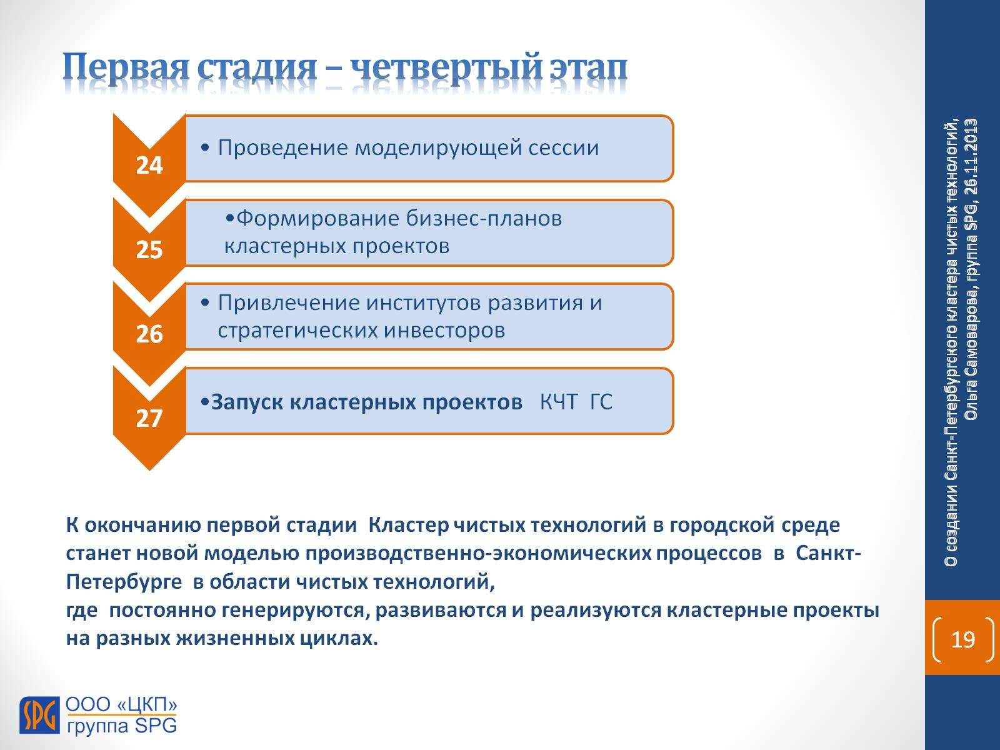 Первая стадия – четвертый этап
24
• Проведение моделирующей сессии
25
•Формирование бизнес-планов
кластерных проектов
26
• Привлечение институтов развития и
стратегических инвесторов
27
•Запуск кластерных проектов КЧТ ГС
К окончанию первой стадии Кластер чистых технологий в городской среде
станет новой моделью производственно-экономических процессов в Санкт-
Петербурге в области чистых технологий,
где постоянно генерируются, развиваются и реализуются кластерные проекты
на разных жизненных циклах.
О создании Санкт-Петербургского кластера чистых технологий,
Ольга Самоварова, группа SPG, 26.11.2013
19
SPG
ООО «ЦКП»
группа SPG